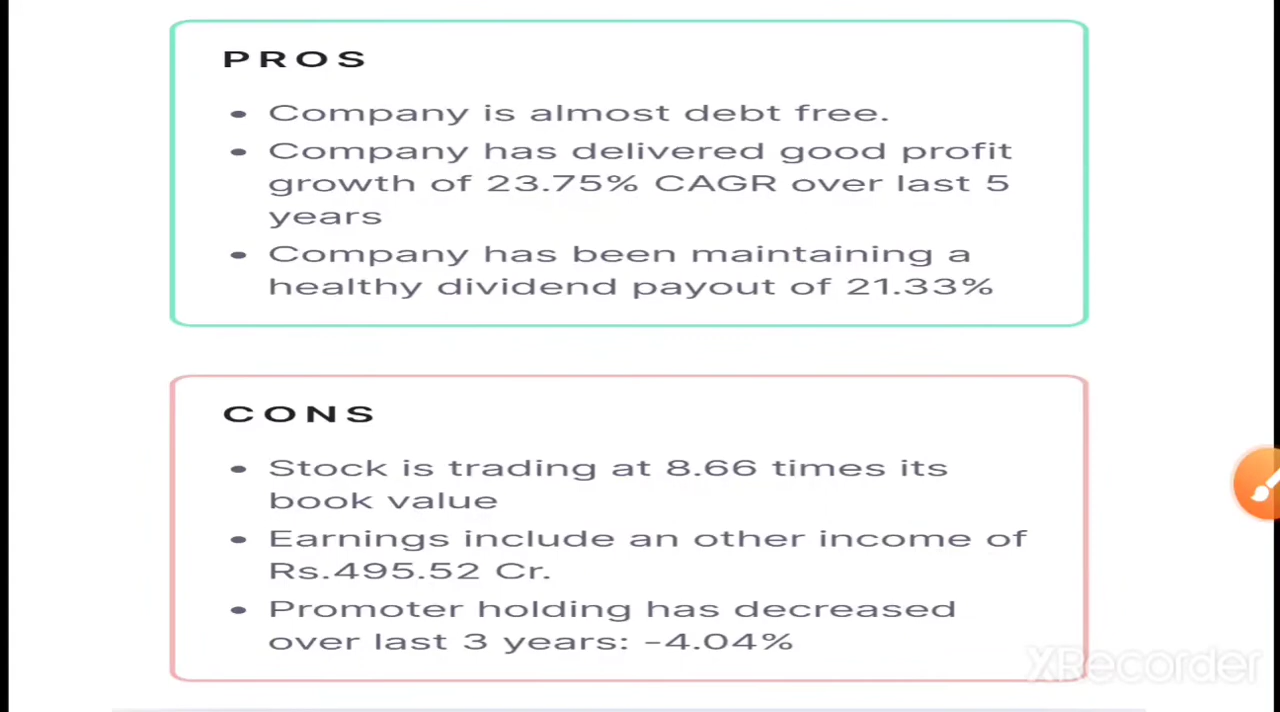 PROS
Company is almost debt free.
Company has delivered good profit
growth of 23.75% CAGR over last 5
years
Company has been maintaining a
healthy dividend payout of 21.33%
CONS
Stock is trading at 8.66 times its
book value
Earnings include an other income of
Rs.495.52 Cr.
Promoter holding has decreased
over last 3 years: -4.04%
XRecorder